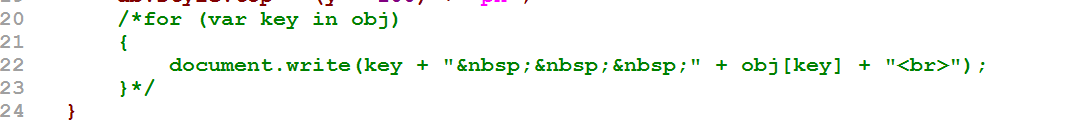 20 /*for (var key in obj)
21 {
22 document.write(key + "&nbsp;&nbsp;&nbsp;" + obj[key] + "<br>");
23 }*/
24 }